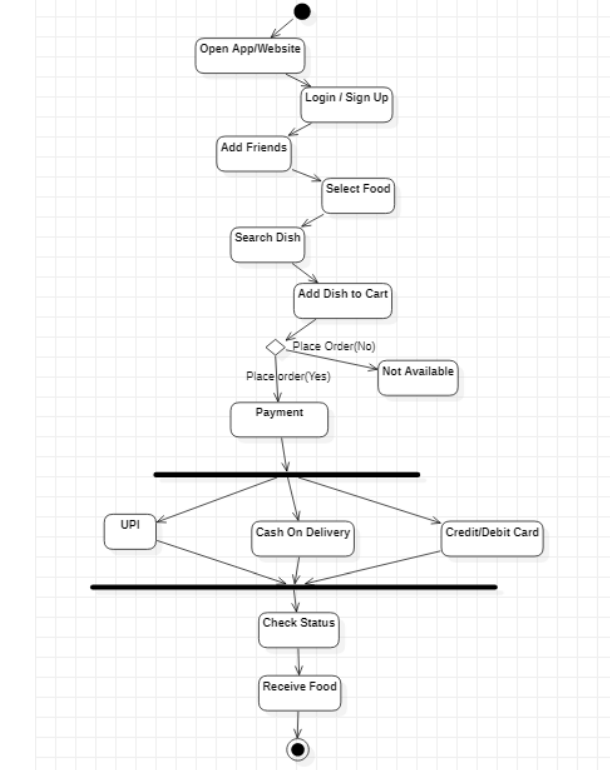 Open App/Website
Login / Sign Up
Add Friends
Select Food
Search Dish
Add Dish to Cart
Place Order(No)
Not Available
Place order(Yes)
Payment
UPI
Cash On Delivery
Credit/Debit Card
Check Status
Receive Food